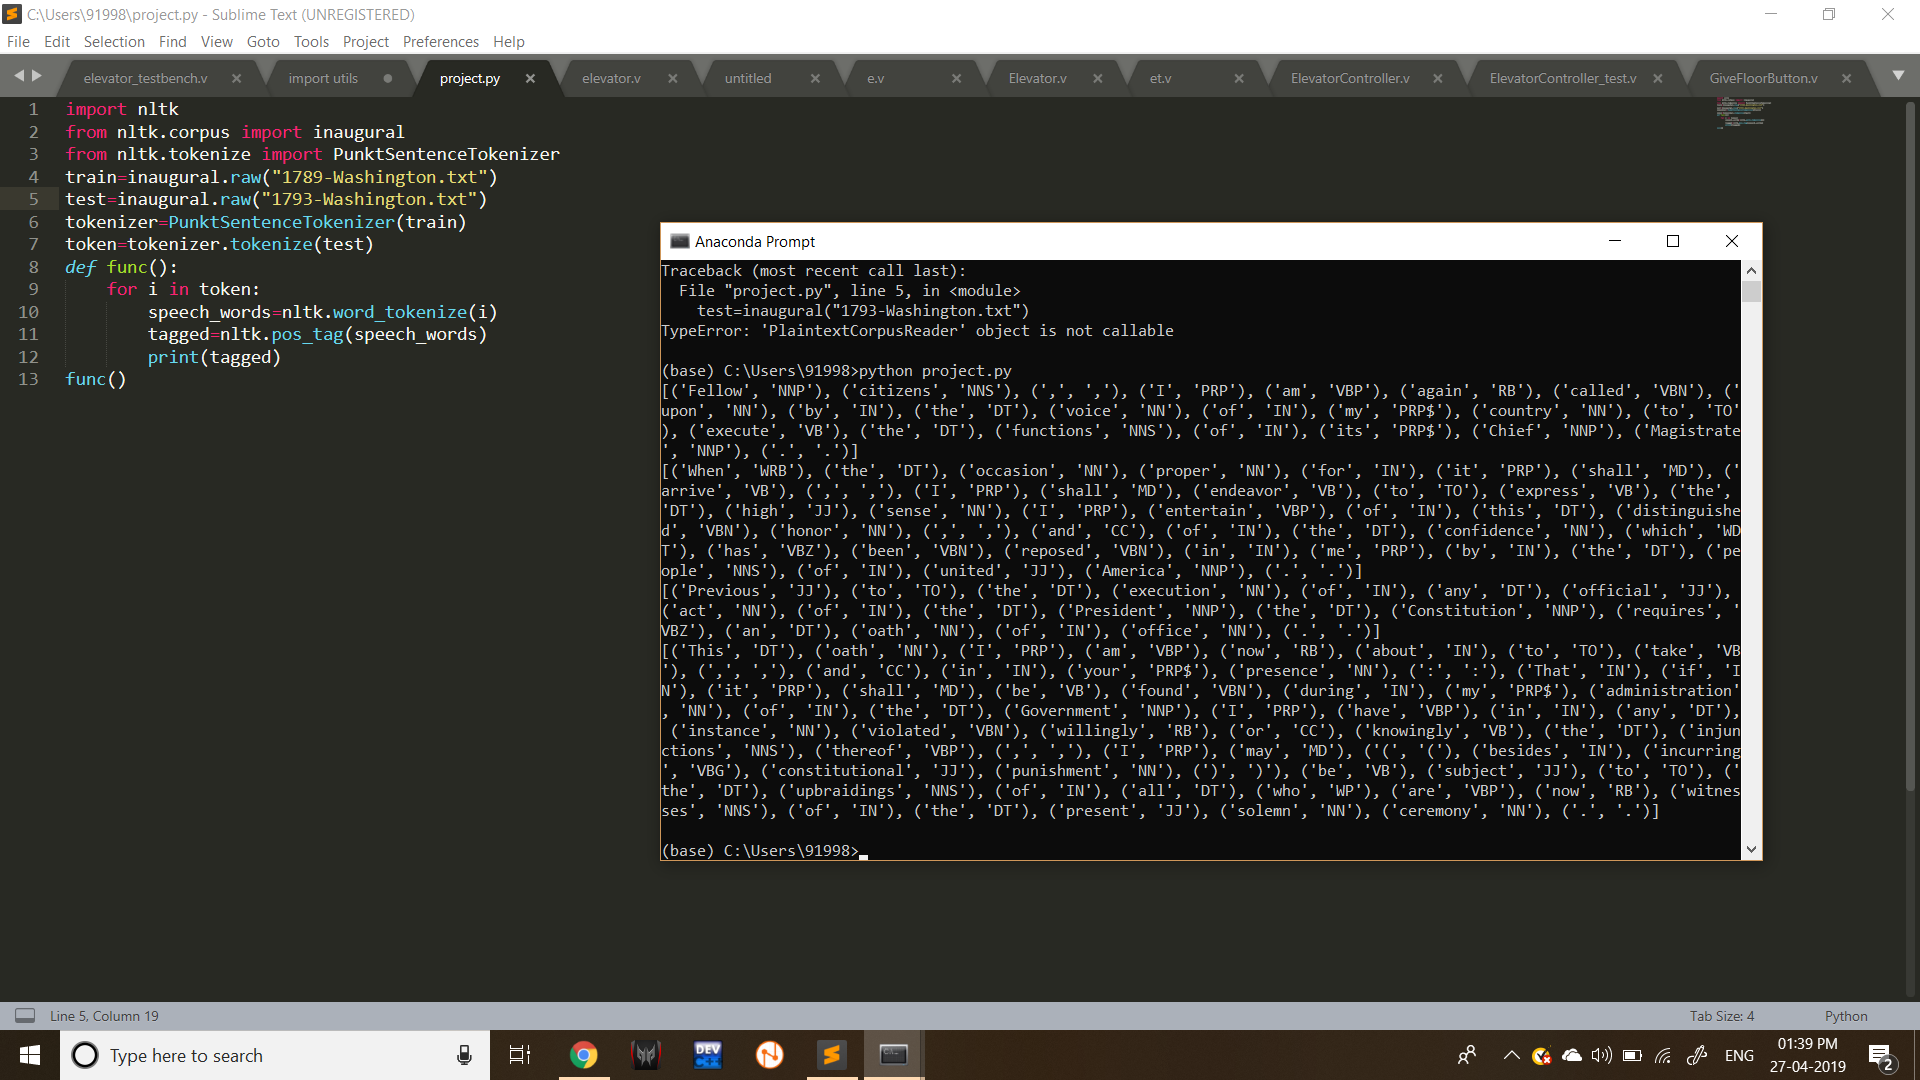 C:\Users\91998\project.py - Sublime Text (UNREGISTERED)
File Edit Selection Find View Goto Tools Project Preferences Help
elevator_testbench.v import utils project.py elevator.v untitled e.v Elevator.v et.v ElevatorController.v ElevatorController_test.v GiveFloorButton.v
1 import nltk
2 from nltk.corpus import inaugural
3 from nltk.tokenize import PunktSentenceTokenizer
4 train=inaugural.raw("1789-Washington.txt")
5 test=inaugural.raw("1793-Washington.txt")
6 tokenizer=PunktSentenceTokenizer(train)
7 token=tokenizer.tokenize(test)
8 def func():
9 for i in token:
10 speech_words=nltk.word_tokenize(i)
11 tagged=nltk.pos_tag(speech_words)
12 print(tagged)
13 func()
Anaconda Prompt
Traceback (most recent call last):
File "project.py", line 5, in <module>
test=inaugural("1793-Washington.txt")
TypeError: 'PlaintextCorpusReader' object is not callable
(base) C:\Users\91998>python project.py
[('Fellow', 'NNP'), ('citizens', 'NNS'), (',', ','), ('I', 'PRP'), ('am', 'VBP'), ('again', 'RB'), ('called', 'VBN'), ('
upon', 'NN'), ('by', 'IN'), ('the', 'DT'), ('voice', 'NN'), ('of', 'IN'), ('my', 'PRP$'), ('country', 'NN'), ('to', 'TO'
), ('execute', 'VB'), ('the', 'DT'), ('functions', 'NNS'), ('of', 'IN'), ('its', 'PRP$'), ('Chief', 'NNP'), ('Magistrate
', 'NNP'), ('.', '.')]
[('When', 'WRB'), ('the', 'DT'), ('occasion', 'NN'), ('proper', 'NN'), ('for', 'IN'), ('it', 'PRP'), ('shall', 'MD'), ('
arrive', 'VB'), (',', ','), ('I', 'PRP'), ('shall', 'MD'), ('endeavor', 'VB'), ('to', 'TO'), ('express', 'VB'), ('the',
'DT'), ('high', 'JJ'), ('sense', 'NN'), ('I', 'PRP'), ('entertain', 'VBP'), ('of', 'IN'), ('this', 'DT'), ('distinguishe
d', 'VBN'), ('honor', 'NN'), (',', ','), ('and', 'CC'), ('of', 'IN'), ('the', 'DT'), ('confidence', 'NN'), ('which', 'WD
T'), ('has', 'VBZ'), ('been', 'VBN'), ('reposed', 'VBN'), ('in', 'IN'), ('me', 'PRP'), ('by', 'IN'), ('the', 'DT'), ('pe
ople', 'NNS'), ('of', 'IN'), ('united', 'JJ'), ('America', 'NNP'), ('.', '.')]
[('Previous', 'JJ'), ('to', 'TO'), ('the', 'DT'), ('execution', 'NN'), ('of', 'IN'), ('any', 'DT'), ('official', 'JJ'),
('act', 'NN'), ('of', 'IN'), ('the', 'DT'), ('President', 'NNP'), ('the', 'DT'), ('Constitution', 'NNP'), ('requires', '
VBZ'), ('an', 'DT'), ('oath', 'NN'), ('of', 'IN'), ('office', 'NN'), ('.', '.')]
[('This', 'DT'), ('oath', 'NN'), ('I', 'PRP'), ('am', 'VBP'), ('now', 'RB'), ('about', 'IN'), ('to', 'TO'), ('take', 'VB
'), (',', ','), ('and', 'CC'), ('in', 'IN'), ('your', 'PRP$'), ('presence', 'NN'), (':', ':'), ('That', 'IN'), ('if', 'I
N'), ('it', 'PRP'), ('shall', 'MD'), ('be', 'VB'), ('found', 'VBN'), ('during', 'IN'), ('my', 'PRP$'), ('administration'
, 'NN'), ('of', 'IN'), ('the', 'DT'), ('Government', 'NNP'), ('I', 'PRP'), ('have', 'VBP'), ('in', 'IN'), ('any', 'DT'),
('instance', 'NN'), ('violated', 'VBN'), ('willingly', 'RB'), ('or', 'CC'), ('knowingly', 'VB'), ('the', 'DT'), ('injun
ctions', 'NNS'), ('thereof', 'VBP'), (',', ','), ('I', 'PRP'), ('may', 'MD'), ('(', '('), ('besides', 'IN'), ('incurring
', 'VBG'), ('constitutional', 'JJ'), ('punishment', 'NN'), (')', ')'), ('be', 'VB'), ('subject', 'JJ'), ('to', 'TO'), ('
the', 'DT'), ('upbraidings', 'NNS'), ('of', 'IN'), ('all', 'DT'), ('who', 'WP'), ('are', 'VBP'), ('now', 'RB'), ('witnes
ses', 'NNS'), ('of', 'IN'), ('the', 'DT'), ('present', 'JJ'), ('solemn', 'NN'), ('ceremony', 'NN'), ('.', '.')]
(base) C:\Users\91998>
Line 5, Column 19 Tab Size: 4 Python
Type here to search
DEV C++
ENG
01:39 PM
27-04-2019
2